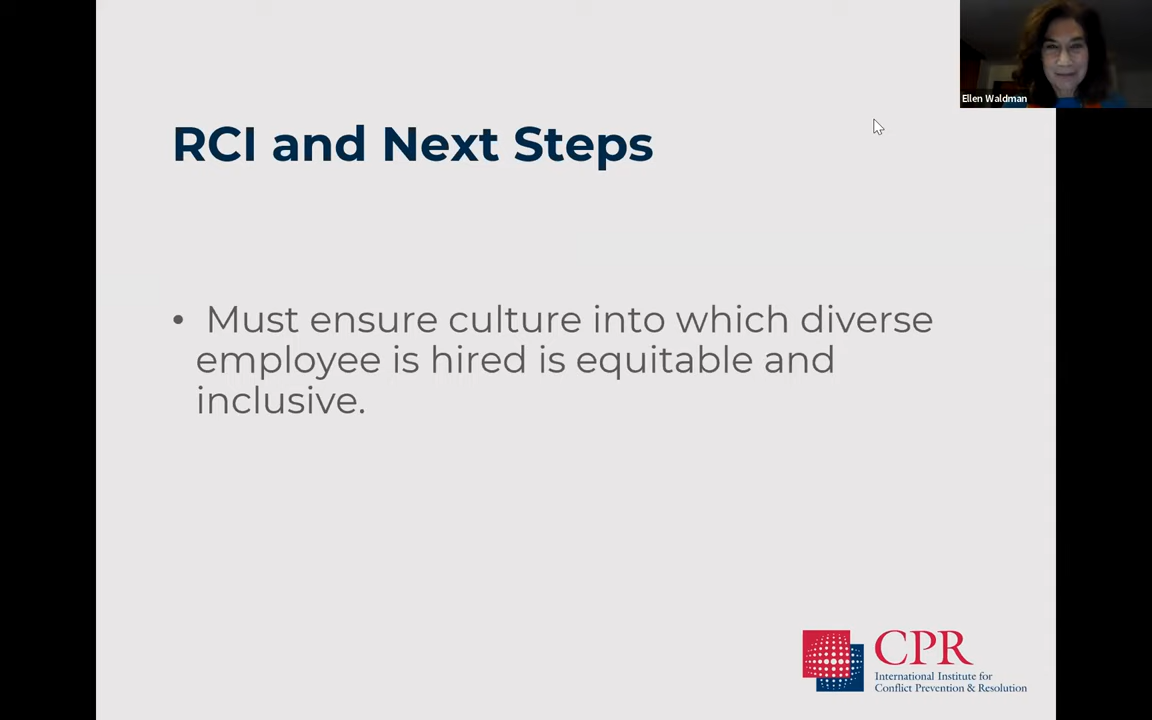 Ellen Waldman
RCI and Next Steps
• Must ensure culture into which diverse
employee is hired is equitable and
inclusive.
CPR
International Institute for
Conflict Prevention & Resolution